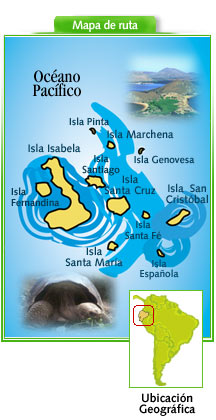 Mapa de ruta
Océano
Pacífico
Isla Pinta
Isla Marchena
Isla Isabela
Isla Genovesa
Isla
Santiago
Isla
Fernandina
Isla
Santa Cruz
Isla San
Cristóbal
Isla
Santa Fé
Isla
Santa María
Isla
Española
Ubicación
Geográfica